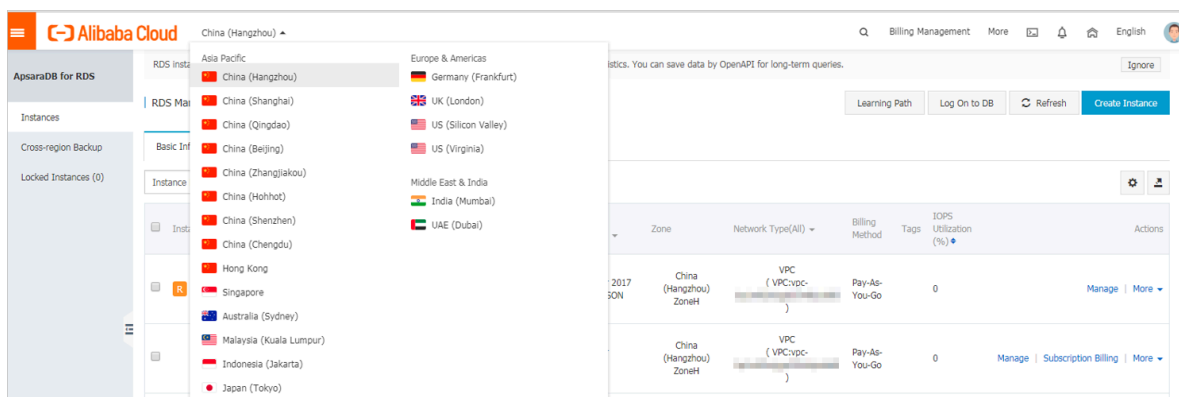 Alibaba Cloud
China (Hangzhou)
Billing Management
More
English
ApsaraDB for RDS
Instances
Cross-region Backup
Locked Instances (0)
RDS insta
istics. You can save data by OpenAPI for long-term queries.
Ignore
RDS Mar
Learning Path
Log On to DB
Refresh
Create Instance
Basic Inf
Instance
Asia Pacific
China (Hangzhou)
China (Shanghai)
China (Qingdao)
China (Beijing)
China (Zhangjiakou)
China (Hohhot)
China (Shenzhen)
China (Chengdu)
Hong Kong
Singapore
Australia (Sydney)
Malaysia (Kuala Lumpur)
Indonesia (Jakarta)
Japan (Tokyo)
Europe & Americas
Germany (Frankfurt)
UK (London)
US (Silicon Valley)
US (Virginia)
Middle East & India
India (Mumbai)
UAE (Dubai)
Insta
Zone
Network Type(All)
Billing
Method
Tags
IOPS
Utilization
(%)
Actions
R
2017
SON
China
(Hangzhou)
ZoneH
VPC
( VPC:vpc-
)
Pay-As-
You-Go
0
Manage | More
China
(Hangzhou)
ZoneH
VPC
( VPC:vpc-
)
Pay-As-
You-Go
0
Manage | Subscription Billing | More